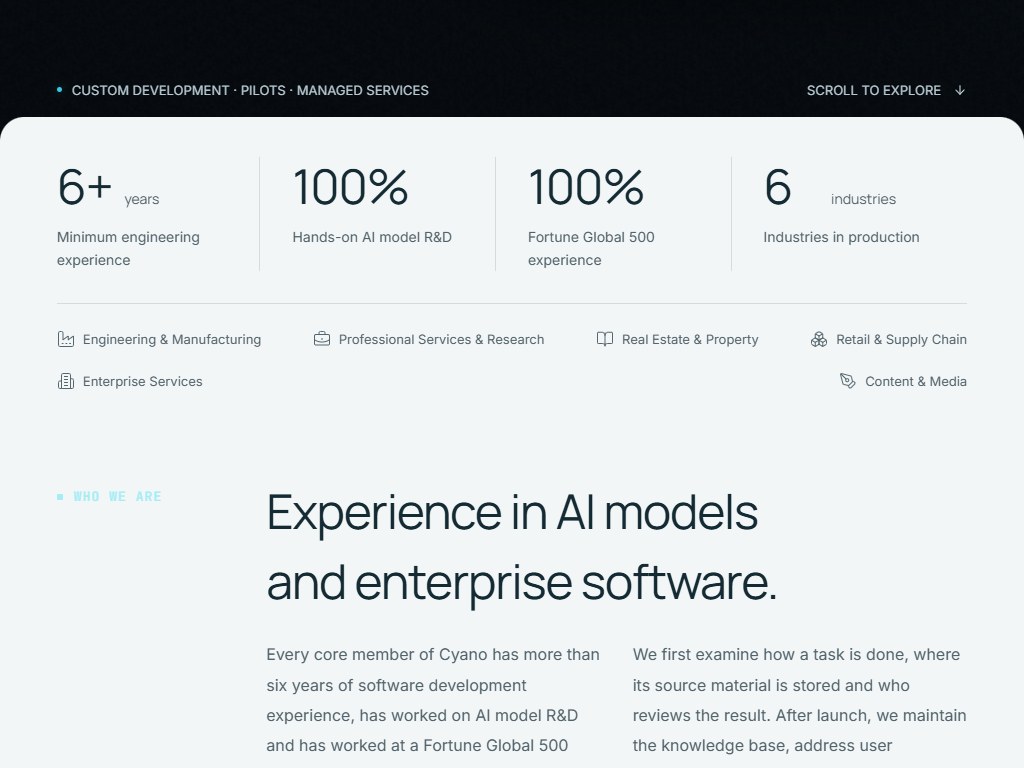 CUSTOM DEVELOPMENT · PILOTS · MANAGED SERVICES
SCROLL TO EXPLORE ↓
6+ years
Minimum engineering
experience
100%
Hands-on AI model R&D
100%
Fortune Global 500
experience
6 industries
Industries in production
Engineering & Manufacturing
Professional Services & Research
Real Estate & Property
Retail & Supply Chain
Enterprise Services
Content & Media
WHO WE ARE
Experience in AI models
and enterprise software.
Every core member of Cyano has more than
six years of software development
experience, has worked on AI model R&D
and has worked at a Fortune Global 500
We first examine how a task is done, where
its source material is stored and who
reviews the result. After launch, we maintain
the knowledge base, address user